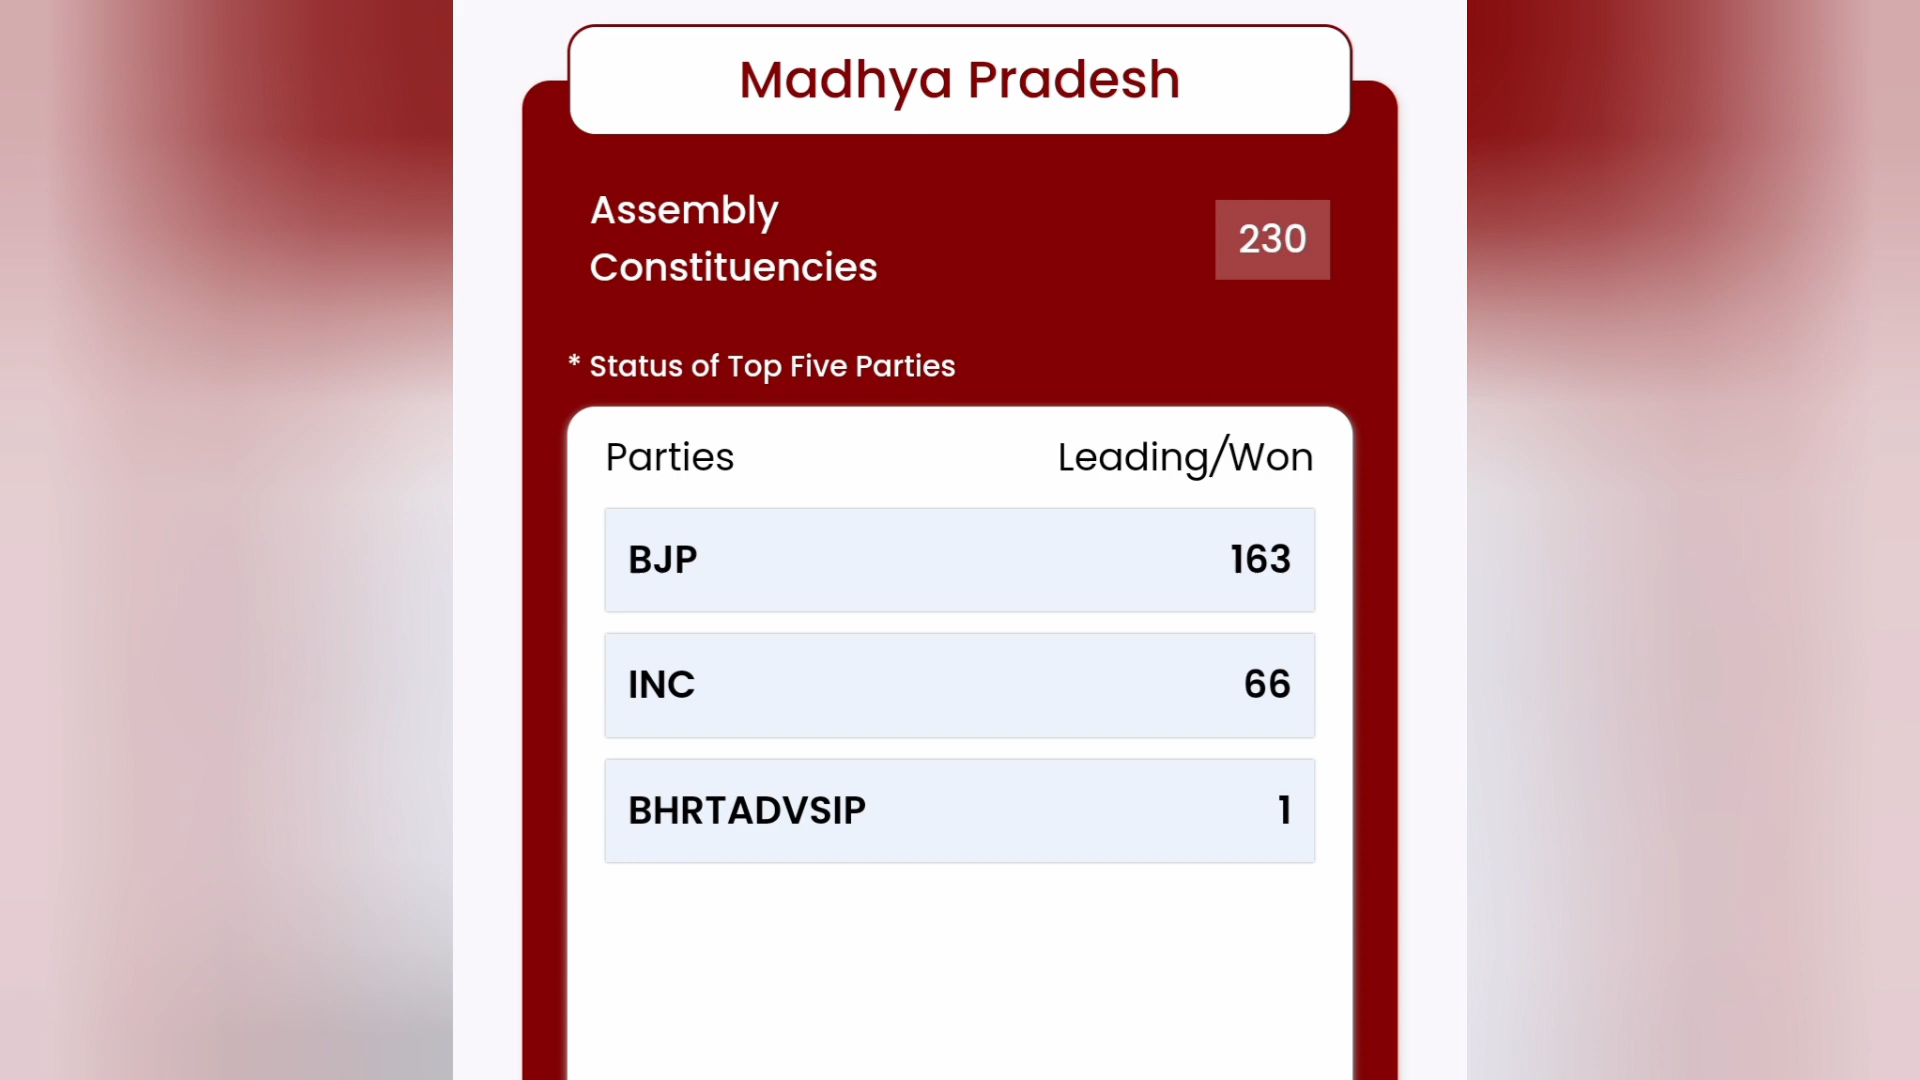 Madhya Pradesh
Assembly
Constituencies
230
* Status of Top Five Parties
Parties Leading/Won
BJP 163
INC 66
BHRTADVSIP 1